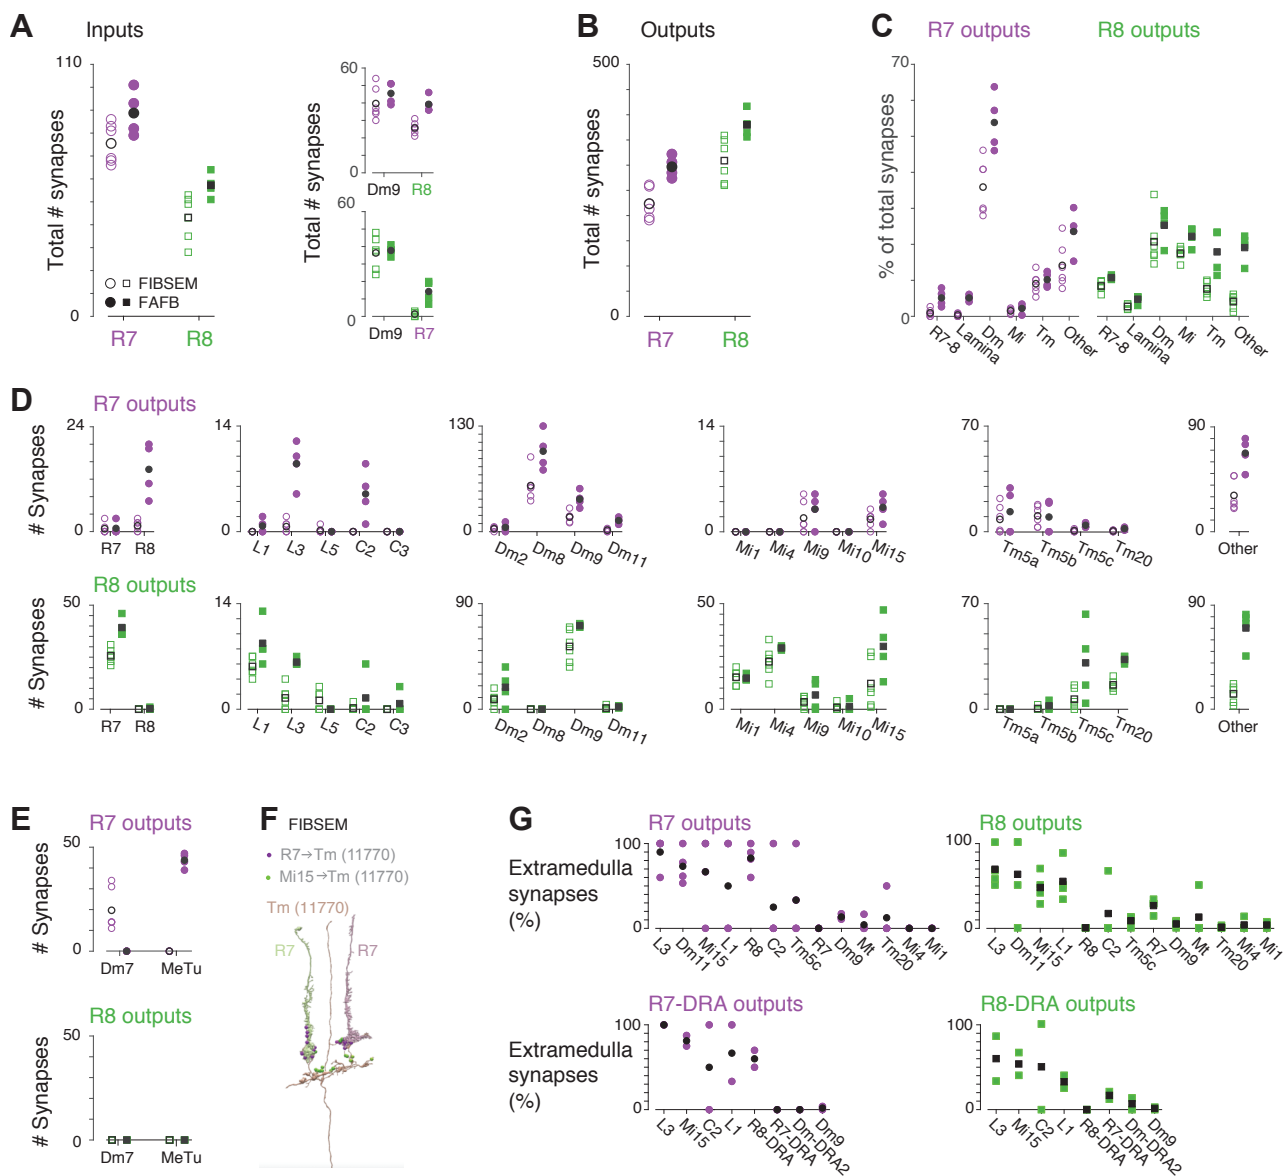 A
Inputs
110
Total # synapses
0
FIBSEM
FAFB
R7
R8
60
0
Dm9
R8
Total # synapses
60
0
Dm9
R7
B
Outputs
500
Total # synapses
0
R7
R8
C
R7 outputs
R8 outputs
70
% of total synapses
0
R7-8
Lamina
Dm
Mi
Tm
Other
R7-8
Lamina
Dm
Mi
Tm
Other
D
R7 outputs
# Synapses
24
0
R7
R8
14
0
L1
L3
L5
C2
C3
130
0
Dm2
Dm8
Dm9
Dm11
14
0
Mi1
Mi4
Mi9
Mi10
Mi15
70
0
Tm5a
Tm5b
Tm5c
Tm20
90
0
Other
R8 outputs
# Synapses
50
0
R7
R8
14
0
L1
L3
L5
C2
C3
90
0
Dm2
Dm8
Dm9
Dm11
50
0
Mi1
Mi4
Mi9
Mi10
Mi15
70
0
Tm5a
Tm5b
Tm5c
Tm20
90
0
Other
E
R7 outputs
# Synapses
50
0
Dm7
MeTu
R8 outputs
# Synapses
50
0
Dm7
MeTu
F
FIBSEM
R7→Tm (11770)
Mi15→Tm (11770)
Tm (11770)
R7
R7
G
R7 outputs
Extramedulla
synapses
(%)
100
0
L3
Dm11
Mi15
L1
R8
C2
Tm5c
R7
Dm9
Mt
Tm20
Mi4
Mi1
R8 outputs
100
0
L3
Dm11
Mi15
L1
R8
C2
Tm5c
R7
Dm9
Mt
Tm20
Mi4
Mi1
R7-DRA outputs
Extramedulla
synapses
(%)
100
0
L3
Mi15
C2
L1
R8-DRA
R7-DRA
Dm-DRA2
Dm9
R8-DRA outputs
100
0
L3
Mi15
C2
L1
R8-DRA
R7-DRA
Dm-DRA2
Dm9